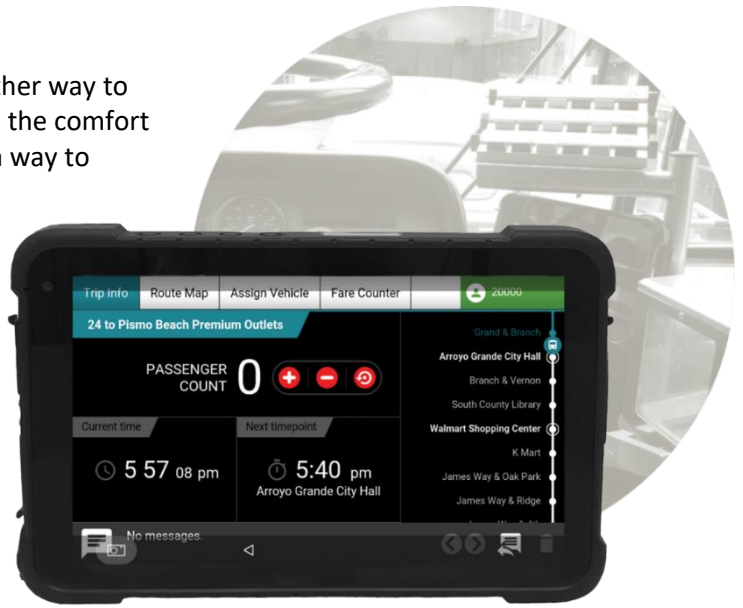 ther way to
the comfort
way to
Trip Info Route Map Assign Vehicle Fare Counter 20000
24 to Pismo Beach Premium Outlets
PASSENGER
COUNT 0
Current time
5 57 08 pm
Next timepoint
5:40 pm
Arroyo Grande City Hall
Grand & Branch
Arroyo Grande City Hall
Branch & Vernon
South County Library
Walmart Shopping Center
K Mart
James Way & Oak Park
James Way & Ridge
No messages.